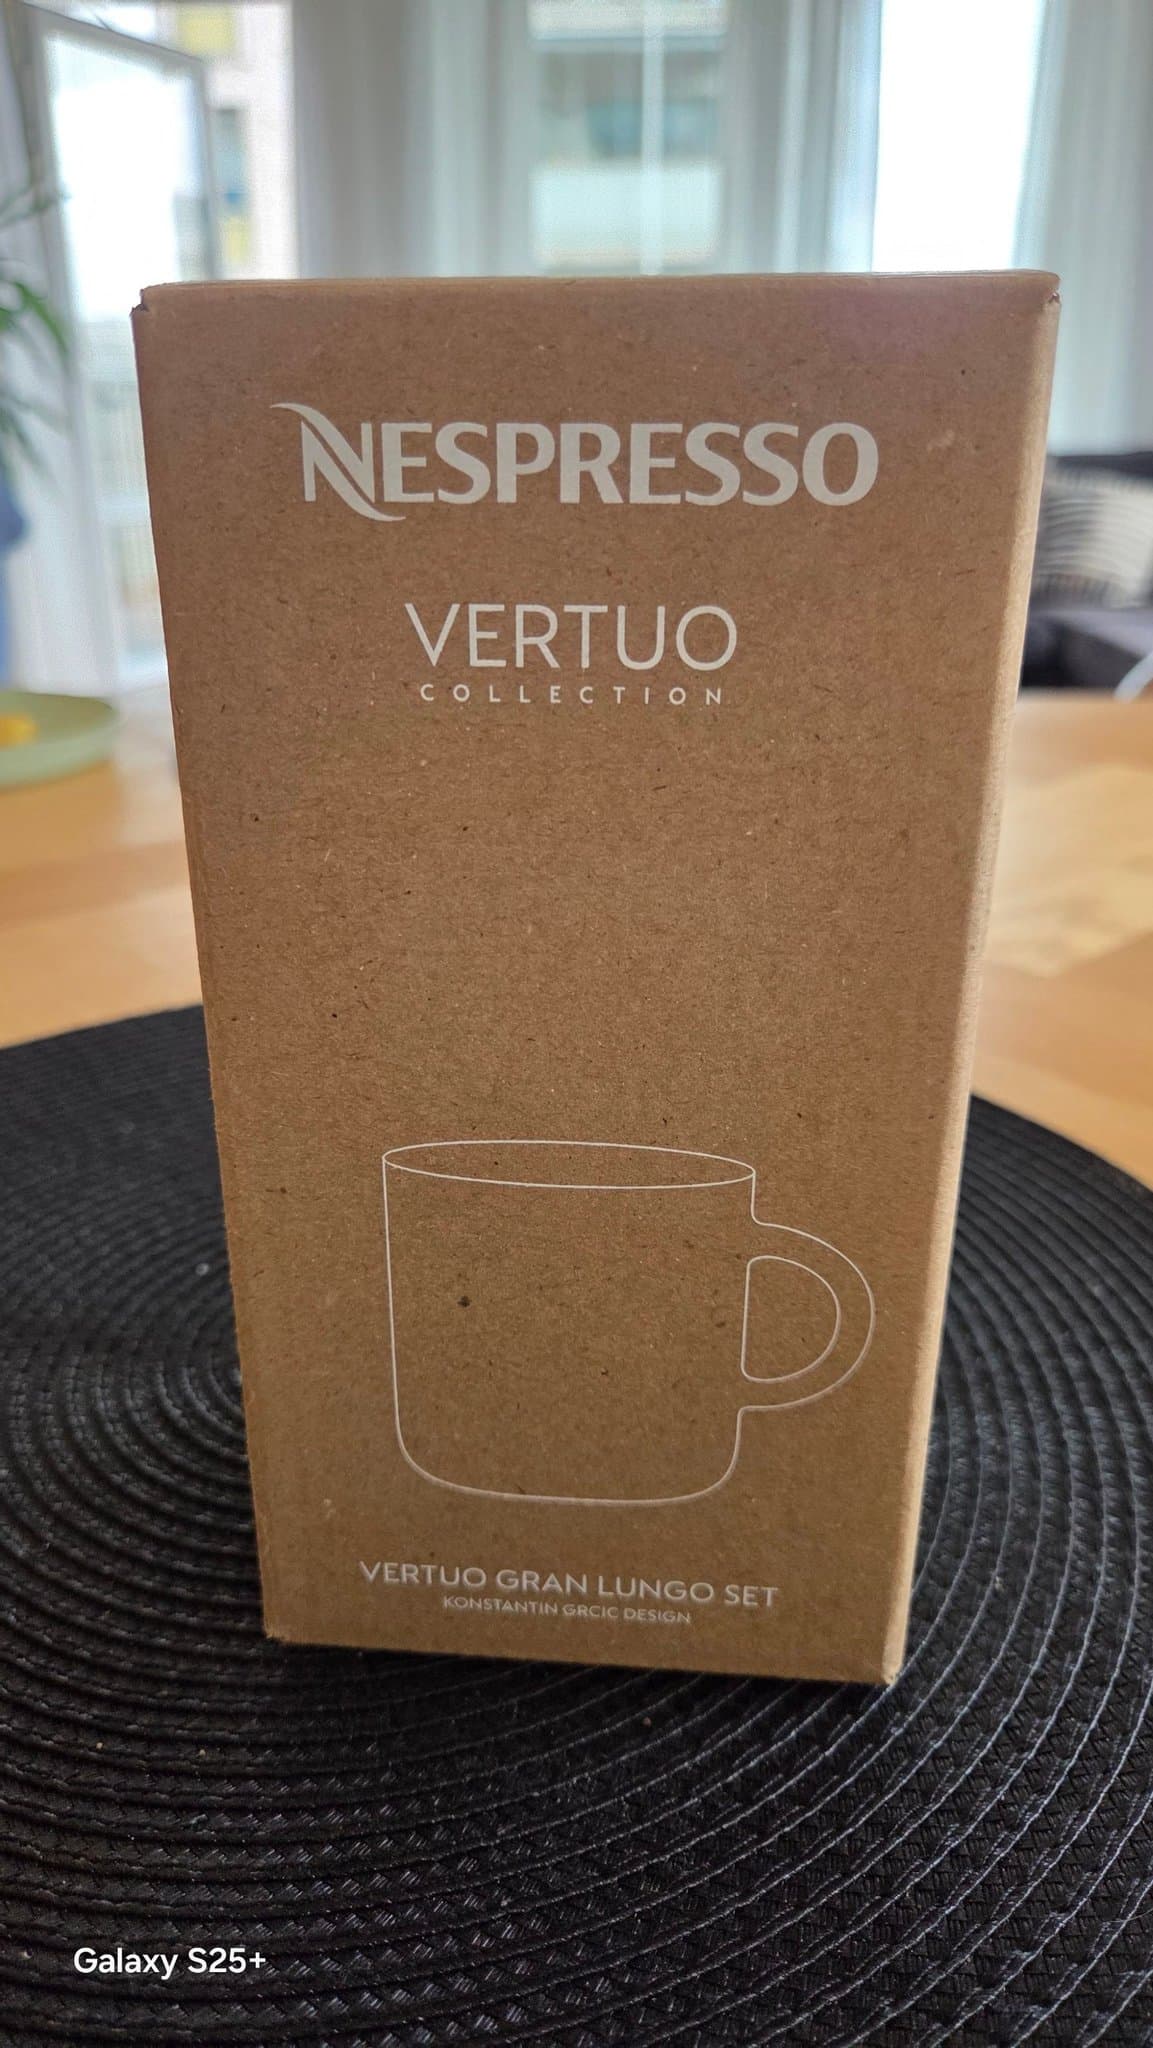 NESPRESSO
VERTUO
COLLECTION
VERTUO GRAN LUNGO SET
KONSTANTIN GRCIC DESIGN
Galaxy S25+